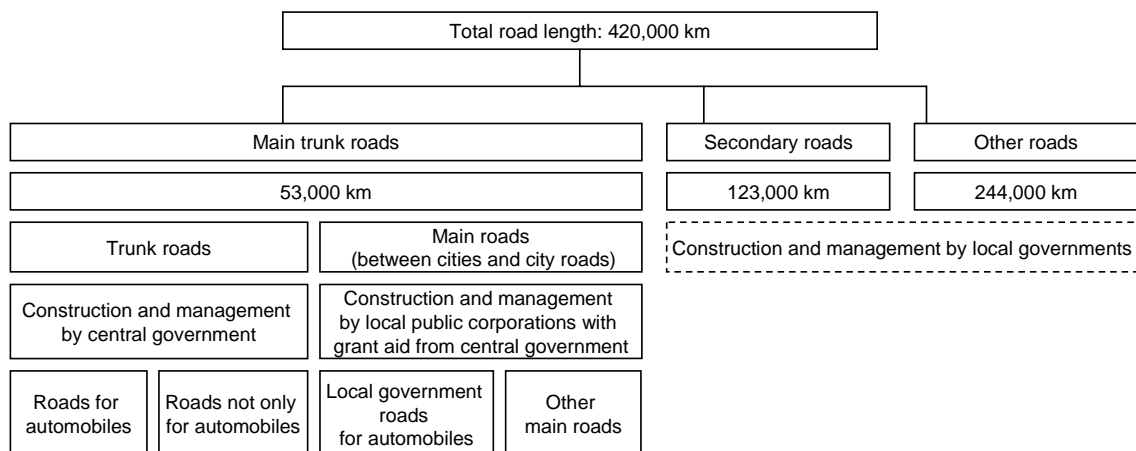 Total road length: 420,000 km
Main trunk roads
Secondary roads
Other roads
53,000 km
123,000 km
244,000 km
Trunk roads
Main roads
(between cities and city roads)
Construction and management by local governments
Construction and management
by central government
Construction and management
by local public corporations with
grant aid from central government
Roads for
automobiles
Roads not only
for automobiles
Local government
roads
for automobiles
Other
main roads